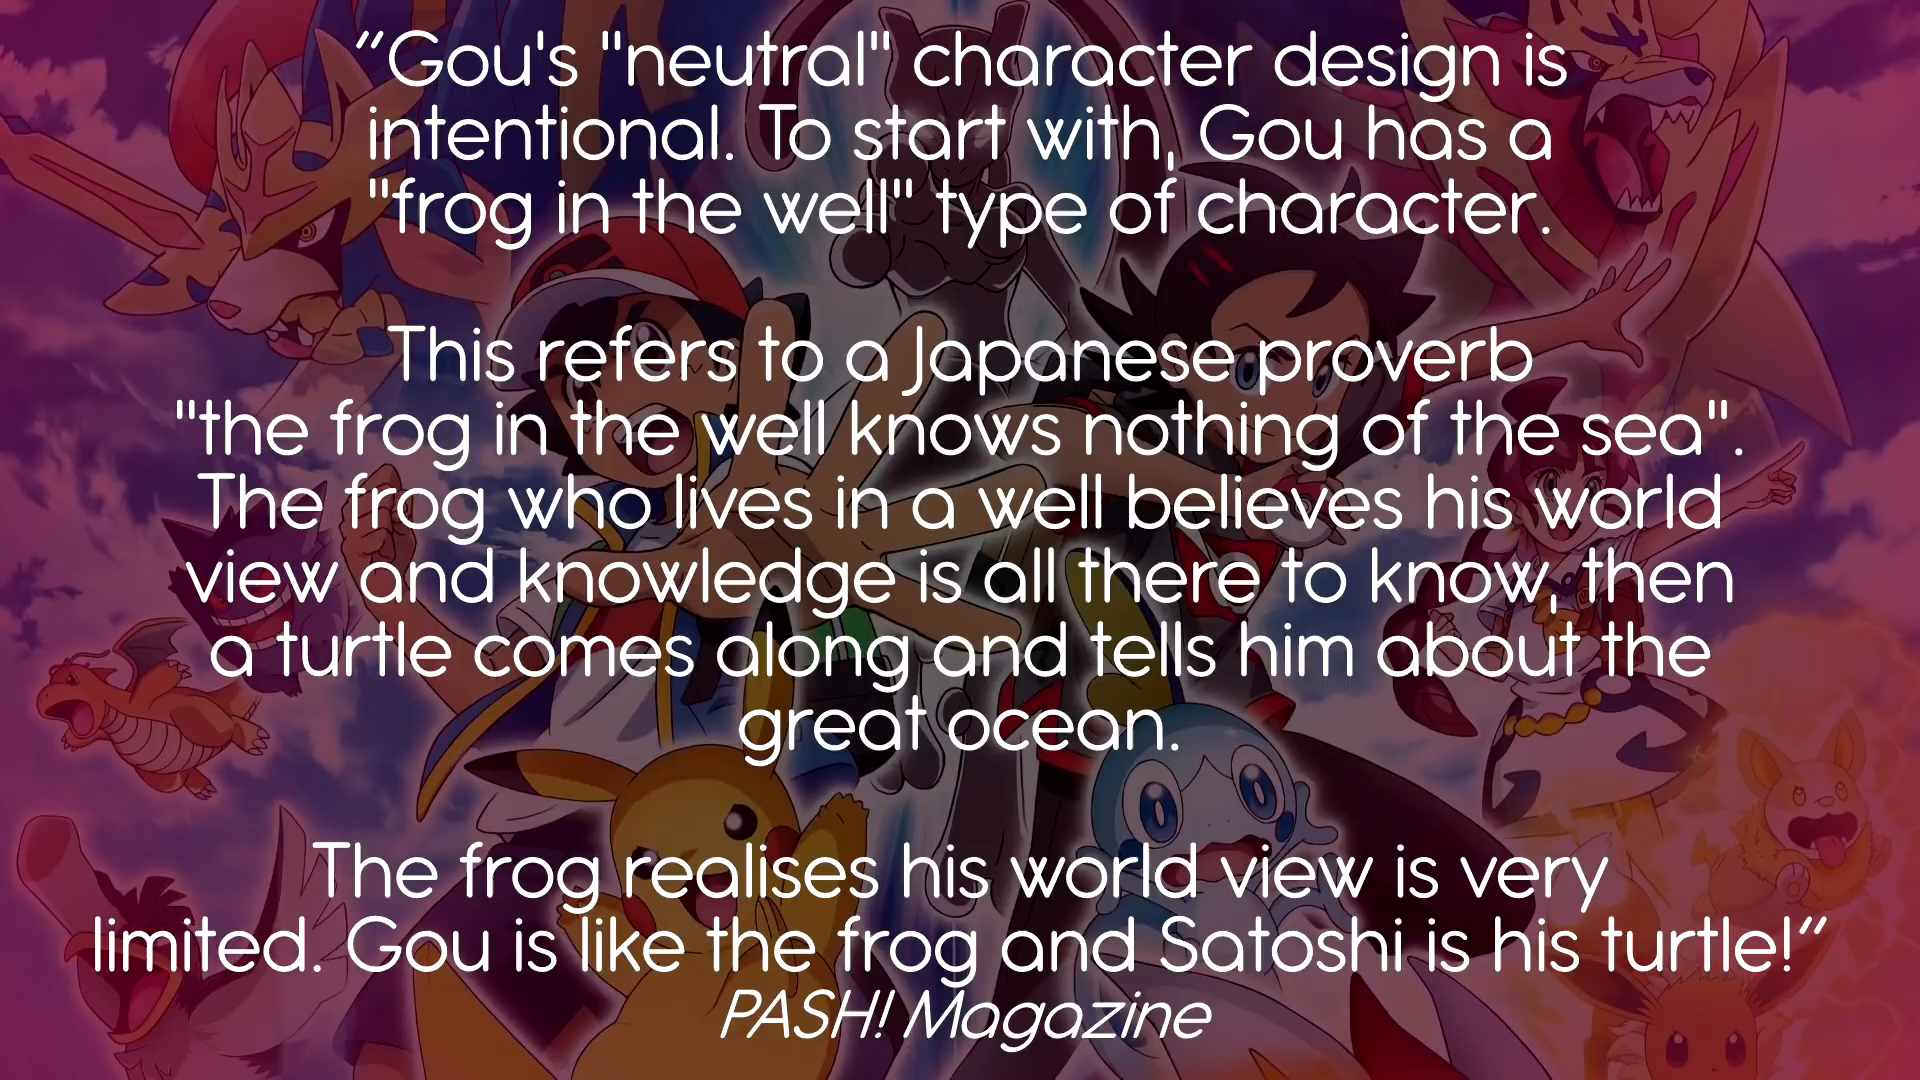 “Gou's "neutral" character design is
intentional. To start with, Gou has a
"frog in the well" type of character.
This refers to a Japanese proverb
"the frog in the well knows nothing of the sea".
The frog who lives in a well believes his world
view and knowledge is all there to know, then
a turtle comes along and tells him about the
great ocean.
The frog realises his world view is very
limited. Gou is like the frog and Satoshi is his turtle!”
PASH! Magazine